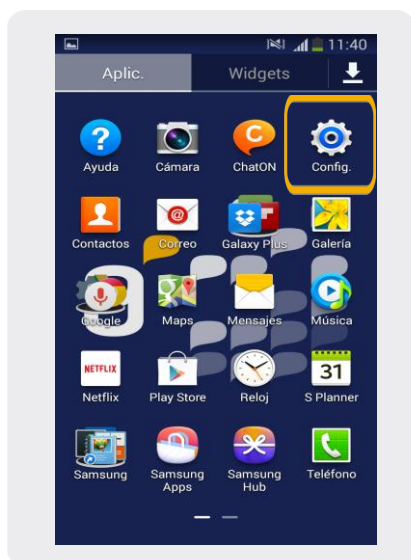 11:40
Aplic.
Widgets
?
C
Ayuda
Cámara
ChatON
Config.
@
Contactos
Correo
Galaxy Plus
Galería
g
Google
Maps
Mensajes
Música
NETFLIX
31
Netflix
Play Store
Reloj
S Planner
Samsung
Samsung
Apps
Samsung
Hub
Teléfono